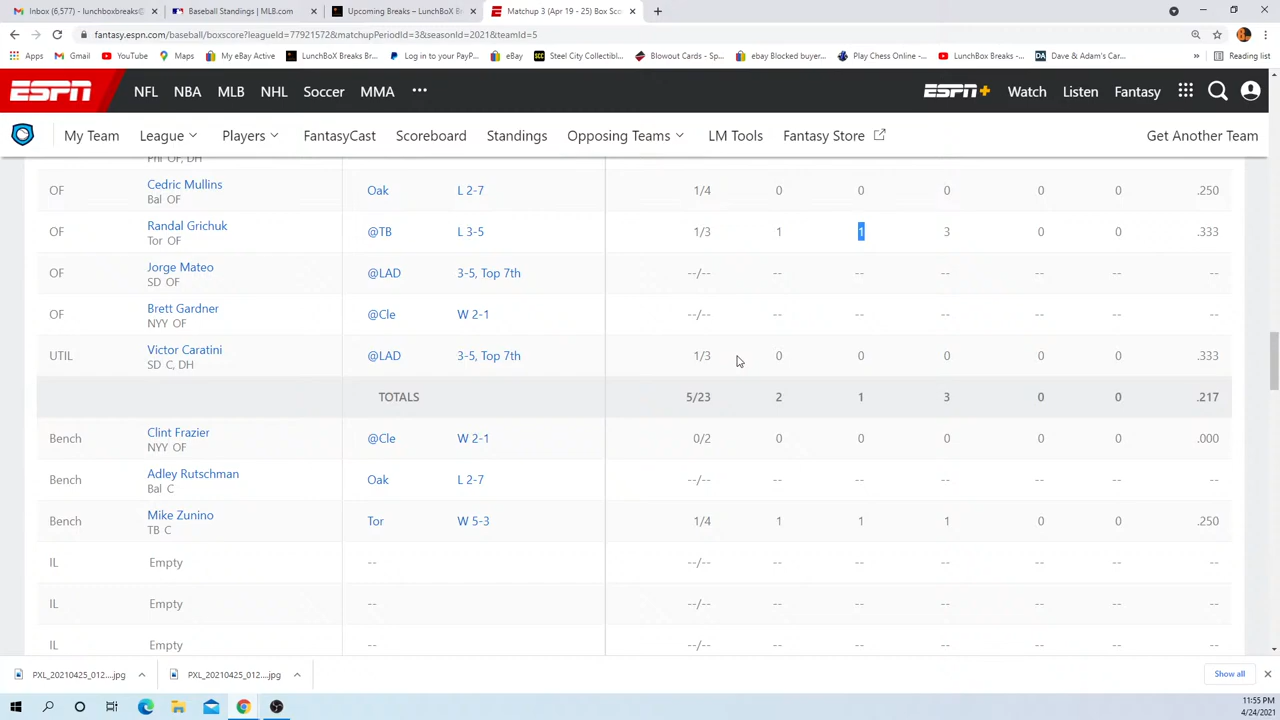 Inbox (6,577) - lunchboxbreaks@
Baseball Standings | MLB.com
Upcoming Breaks – LunchBoX Br
Matchup 3 (Apr 19 - 25) Box Sco
fantasy.espn.com/baseball/boxscore?leagueId=77921572&matchupPeriodId=3&seasonId=2021&teamId=5
Apps Gmail YouTube Maps LunchBoX Breaks Br... Log in to your PayP... eBay Steel City Collectibl... Blowout Cards - Sp... ebay Blocked buyer... Play Chess Online -... LunchBox Breaks -... DA Dave & Adam's Car... » Reading list
ESPN NFL NBA MLB NHL Soccer MMA ESPN+ Watch Listen Fantasy
My Team League Players FantasyCast Scoreboard Standings Opposing Teams LM Tools Fantasy Store Get Another Team
Phi OF, DH
OF Cedric Mullins Oak L 2-7 1/4 0 0 0 0 0 .250
Bal OF
OF Randal Grichuk @TB L 3-5 1/3 1 1 3 0 0 .333
Tor OF
OF Jorge Mateo @LAD 3-5, Top 7th --/-- -- -- -- -- -- --
SD OF
OF Brett Gardner @Cle W 2-1 --/-- -- -- -- -- -- --
NYY OF
UTIL Victor Caratini @LAD 3-5, Top 7th 1/3 0 0 0 0 0 .333
SD C, DH
TOTALS 5/23 2 1 3 0 0 .217
Bench Clint Frazier @Cle W 2-1 0/2 0 0 0 0 0 .000
NYY OF
Bench Adley Rutschman Oak L 2-7 --/-- -- -- -- -- -- --
Bal C
Bench Mike Zunino Tor W 5-3 1/4 1 1 1 0 0 .250
TB C
IL Empty -- --/-- -- -- -- -- -- --
IL Empty -- --/-- -- -- -- -- -- --
IL Empty -- --/-- -- -- -- -- -- --
PXL_20210425_012....jpg PXL_20210425_012....jpg Show all
11:55 PM
4/24/2021